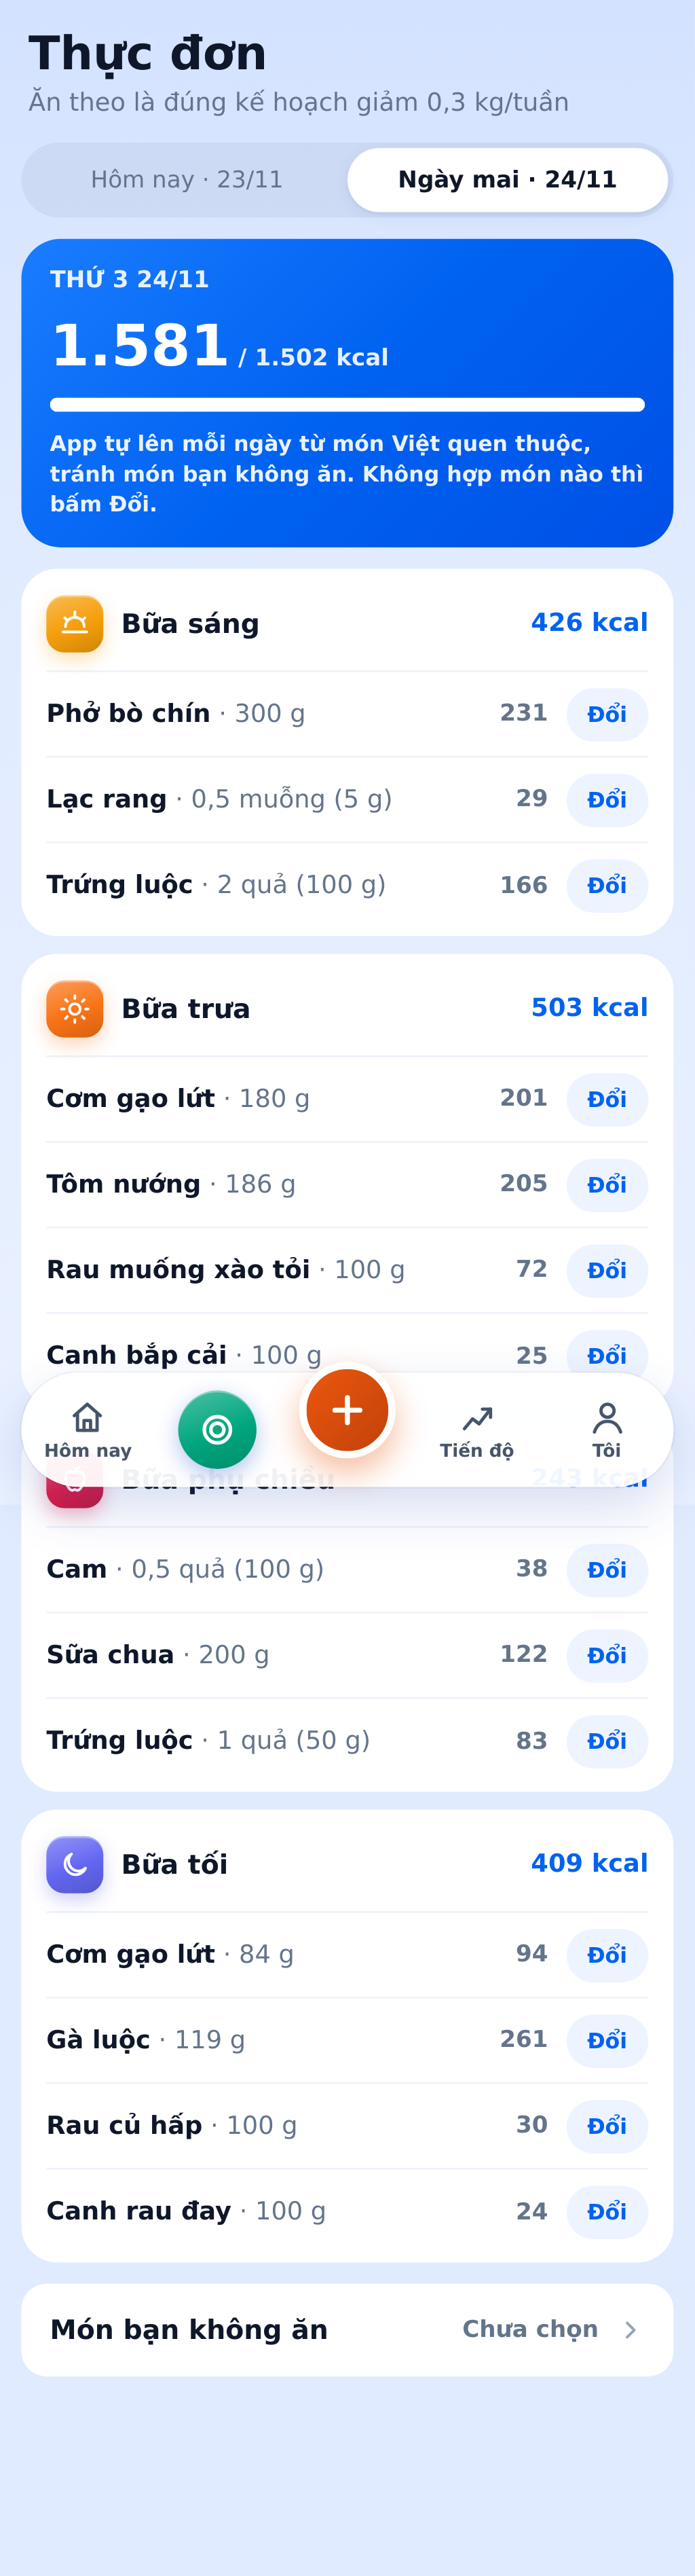 Thực đơn
Ăn theo là đúng kế hoạch giảm 0,3 kg/tuần
Hôm nay · 23/11
Ngày mai · 24/11
THỨ 3 24/11
1.581 / 1.502 kcal
App tự lên mỗi ngày từ món Việt quen thuộc,
tránh món bạn không ăn. Không hợp món nào thì
bấm Đổi.
Bữa sáng 426 kcal
Phở bò chín · 300 g 231 Đổi
Lạc rang · 0,5 muỗng (5 g) 29 Đổi
Trứng luộc · 2 quả (100 g) 166 Đổi
Bữa trưa 503 kcal
Cơm gạo lứt · 180 g 201 Đổi
Tôm nướng · 186 g 205 Đổi
Rau muống xào tỏi · 100 g 72 Đổi
Canh bắp cải · 100 g 25 Đổi
Hôm nay
Tiến độ
Tôi
Bữa phụ chiều 243 kcal
Cam · 0,5 quả (100 g) 38 Đổi
Sữa chua · 200 g 122 Đổi
Trứng luộc · 1 quả (50 g) 83 Đổi
Bữa tối 409 kcal
Cơm gạo lứt · 84 g 94 Đổi
Gà luộc · 119 g 261 Đổi
Rau củ hấp · 100 g 30 Đổi
Canh rau đay · 100 g 24 Đổi
Món bạn không ăn Chưa chọn